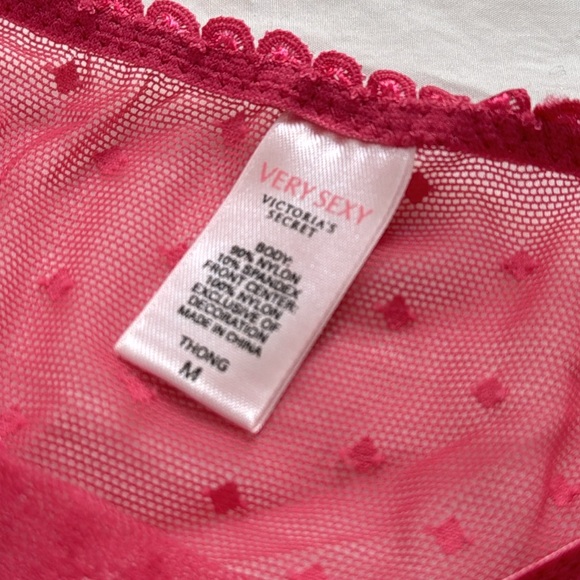 VERY SEXY
VICTORIA'S
SECRET
BODY:
90% NYLON
10% SPANDEX
FRONT CENTER:
100% NYLON
EXCLUSIVE OF
DECORATION
MADE IN CHINA
THONG
M